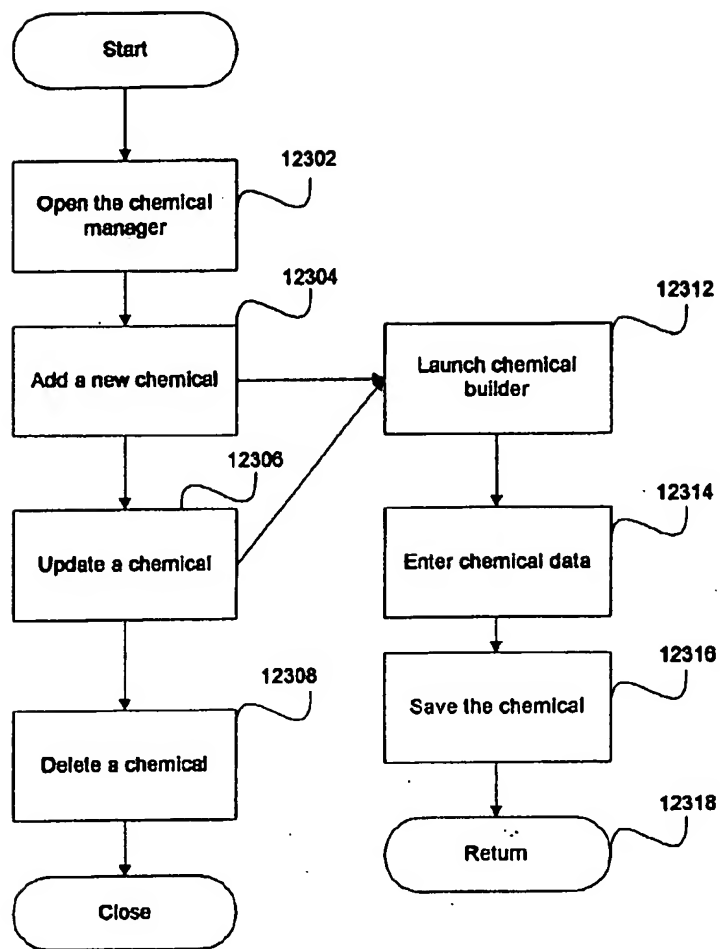 Start
12302
Open the chemical
manager
12304
Add a new chemical
12306
Update a chemical
12308
Delete a chemical
Close
12312
Launch chemical
builder
12314
Enter chemical data
12316
Save the chemical
12318
Return